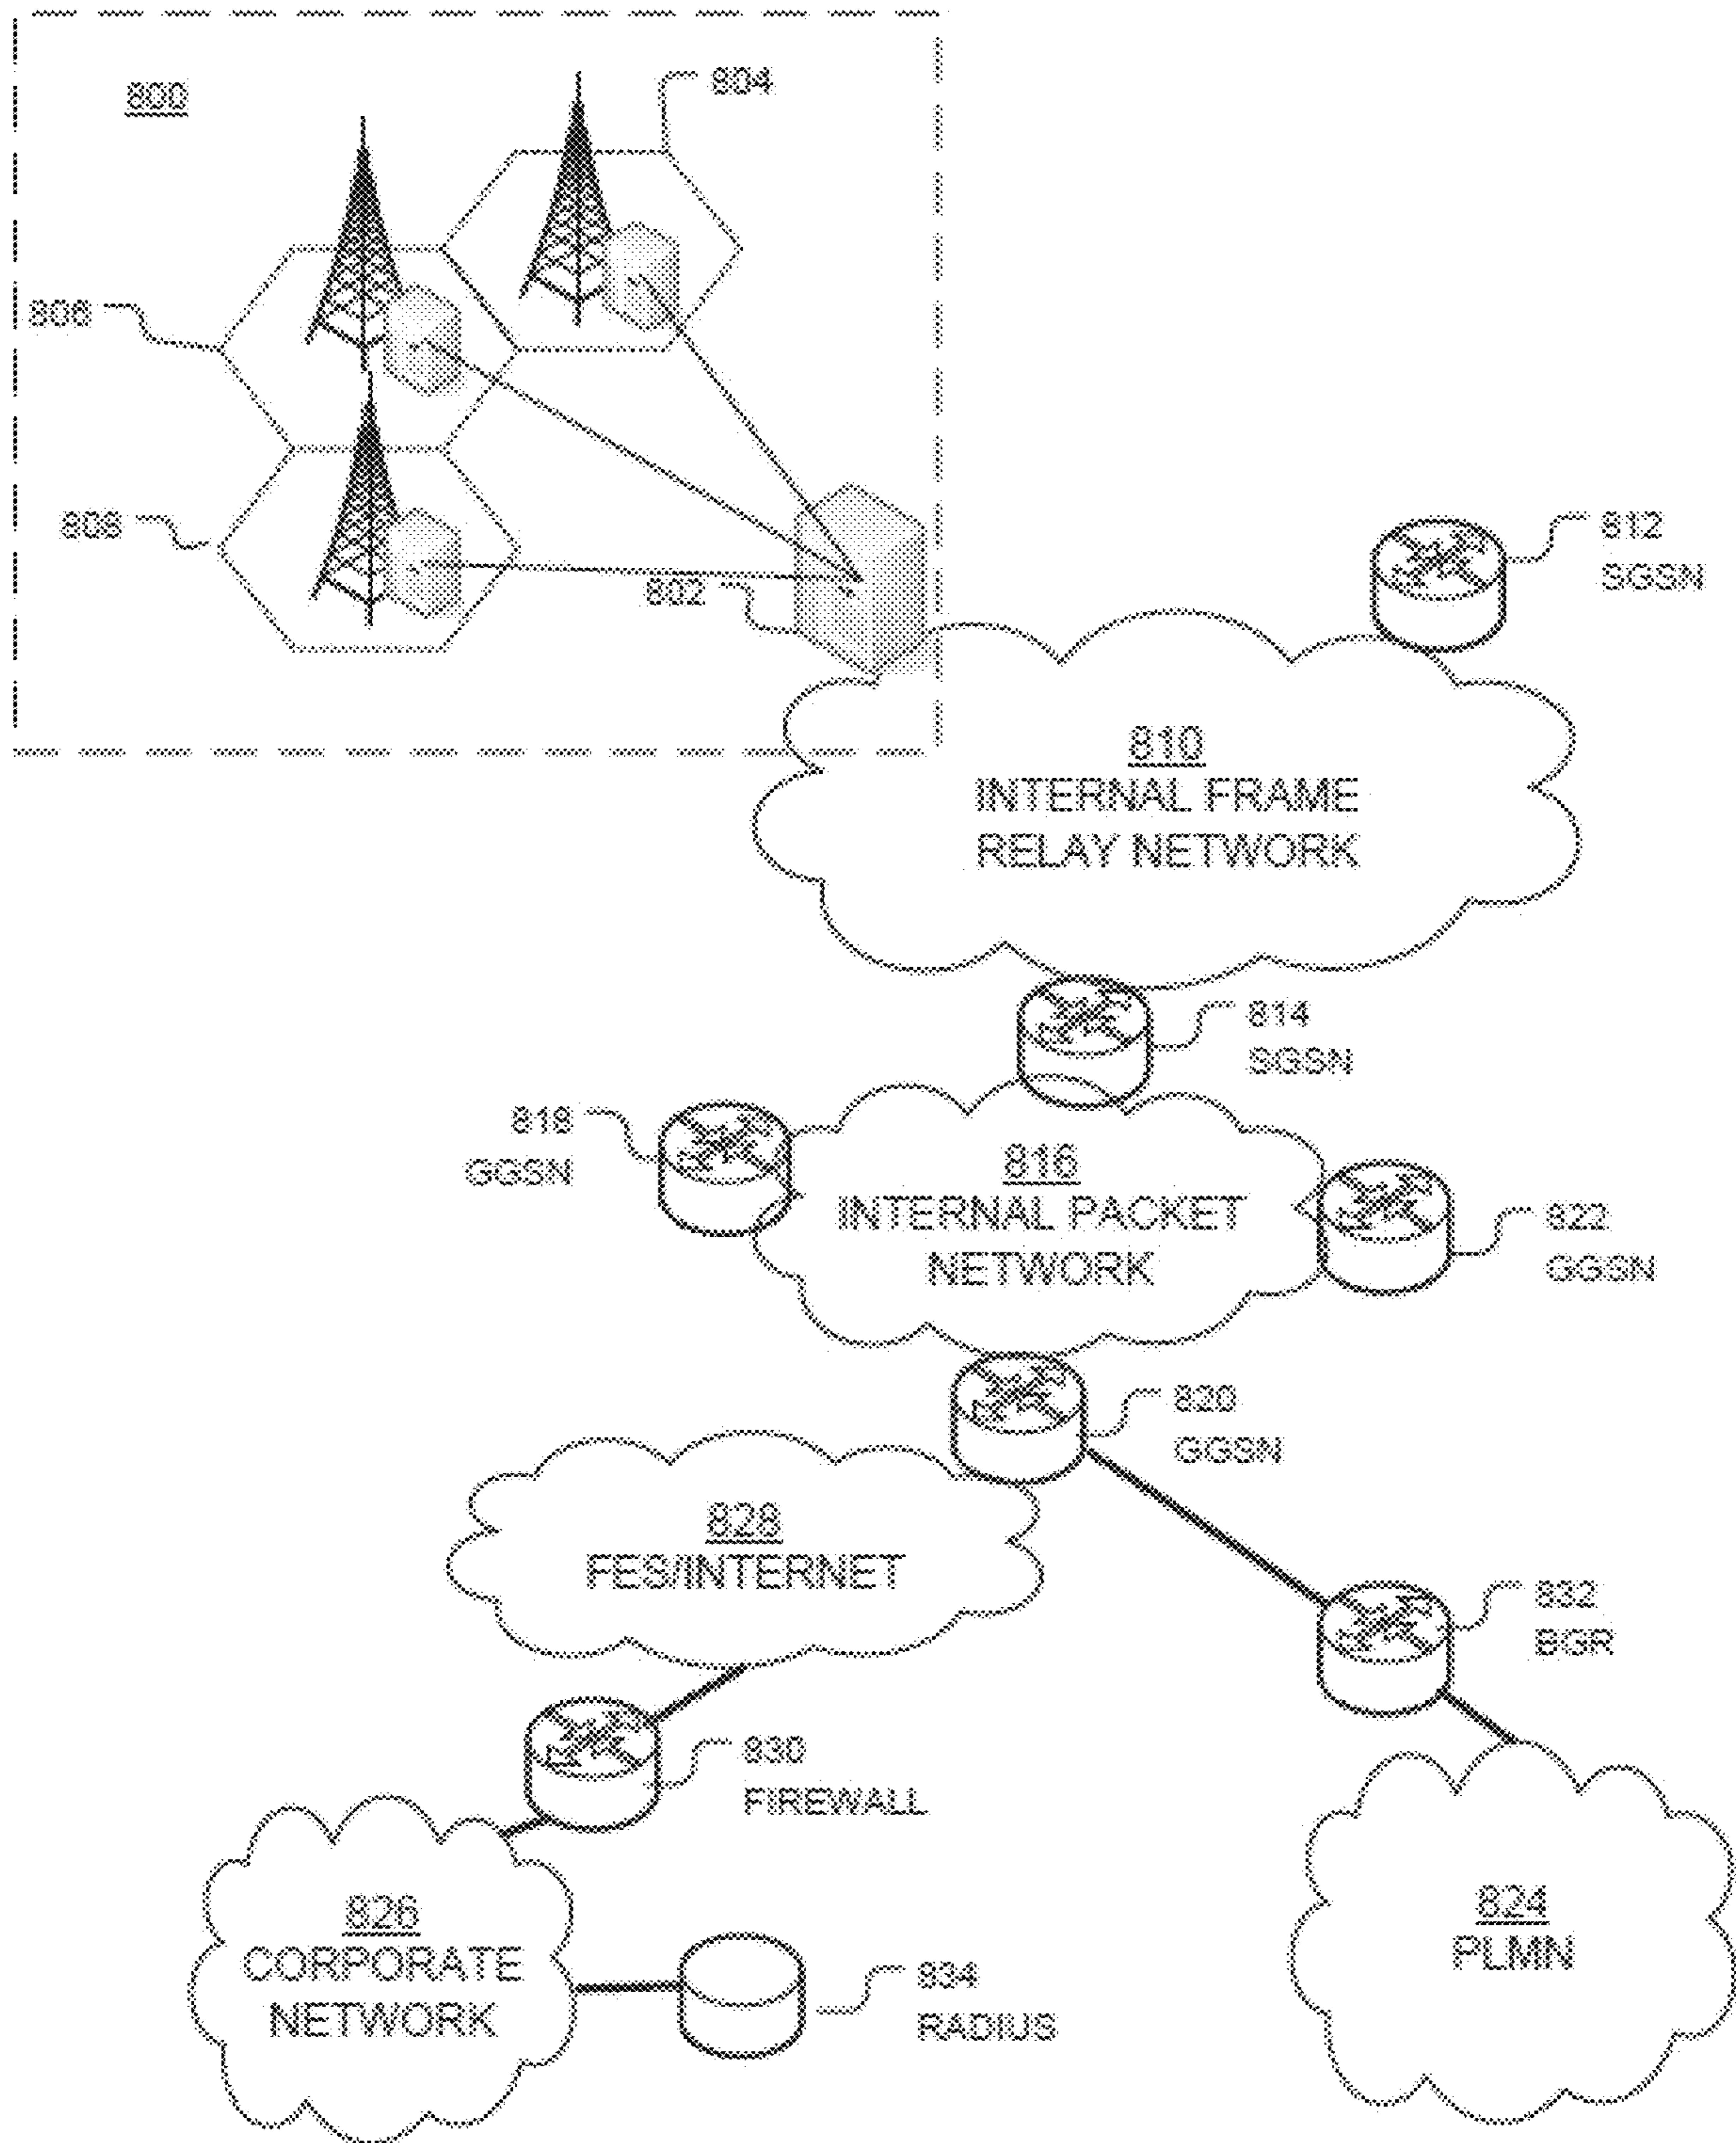 800
804
806
808
802
812
SGSN
810
INTERNAL FRAME
RELAY NETWORK
814
SGSN
818
GGSN
816
INTERNAL PACKET
NETWORK
822
GGSN
820
GGSN
828
FES/INTERNET
832
BGR
830
FIREWALL
826
CORPORATE
NETWORK
824
PLMN
834
RADIUS